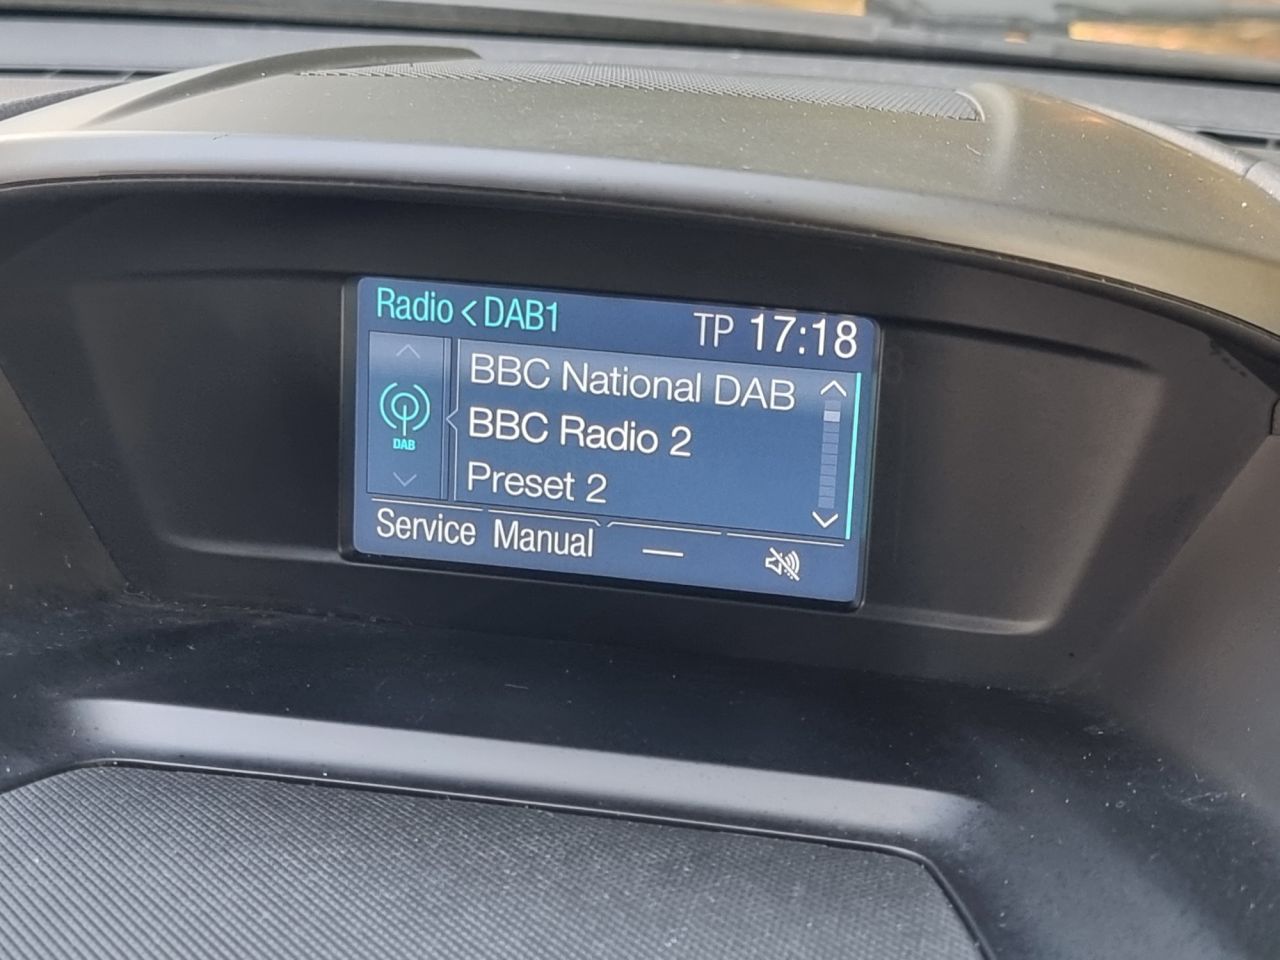 Radio < DAB1
TP 17:18
BBC National DAB
BBC Radio 2
DAB
Preset 2
Service Manual —